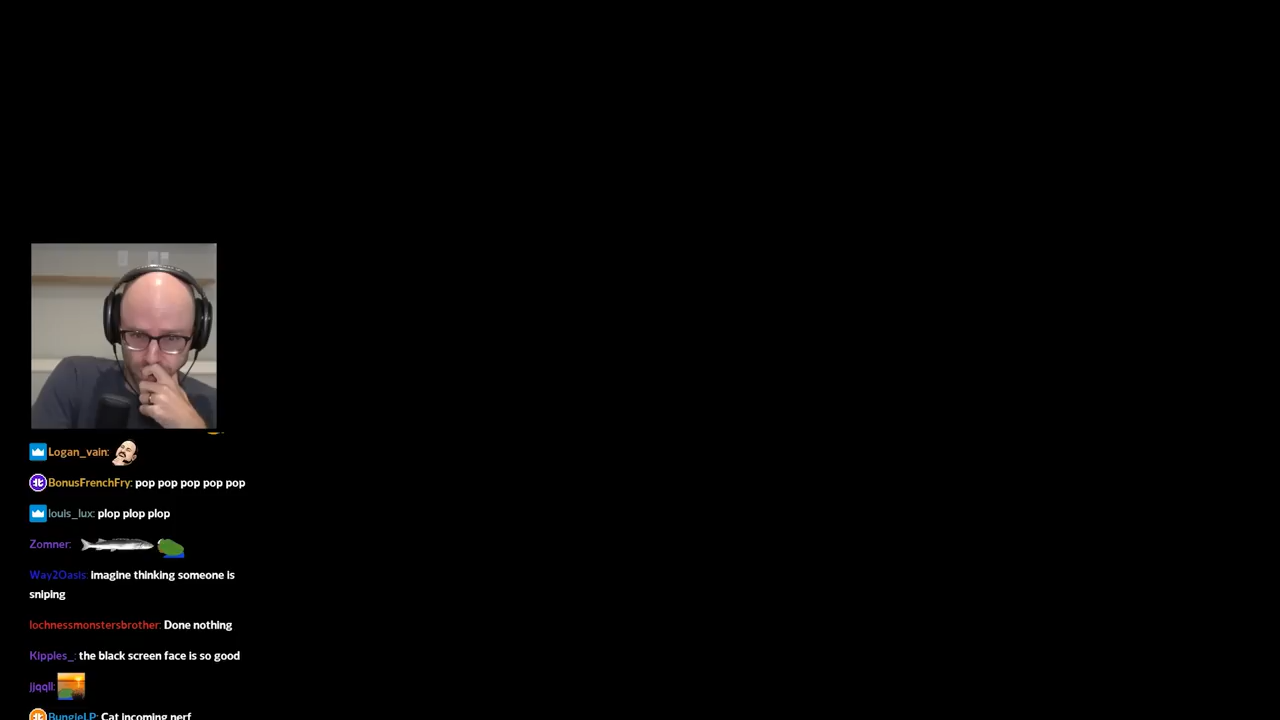 Logan_vain:
BonusFrenchFry: pop pop pop pop pop
louis_lux: plop plop plop
Zomner:
Way2Oasis: imagine thinking someone is
sniping
lochnessmonstersbrother: Done nothing
Kipples_: the black screen face is so good
jjqqll:
BungieLP: Cat incoming nerf